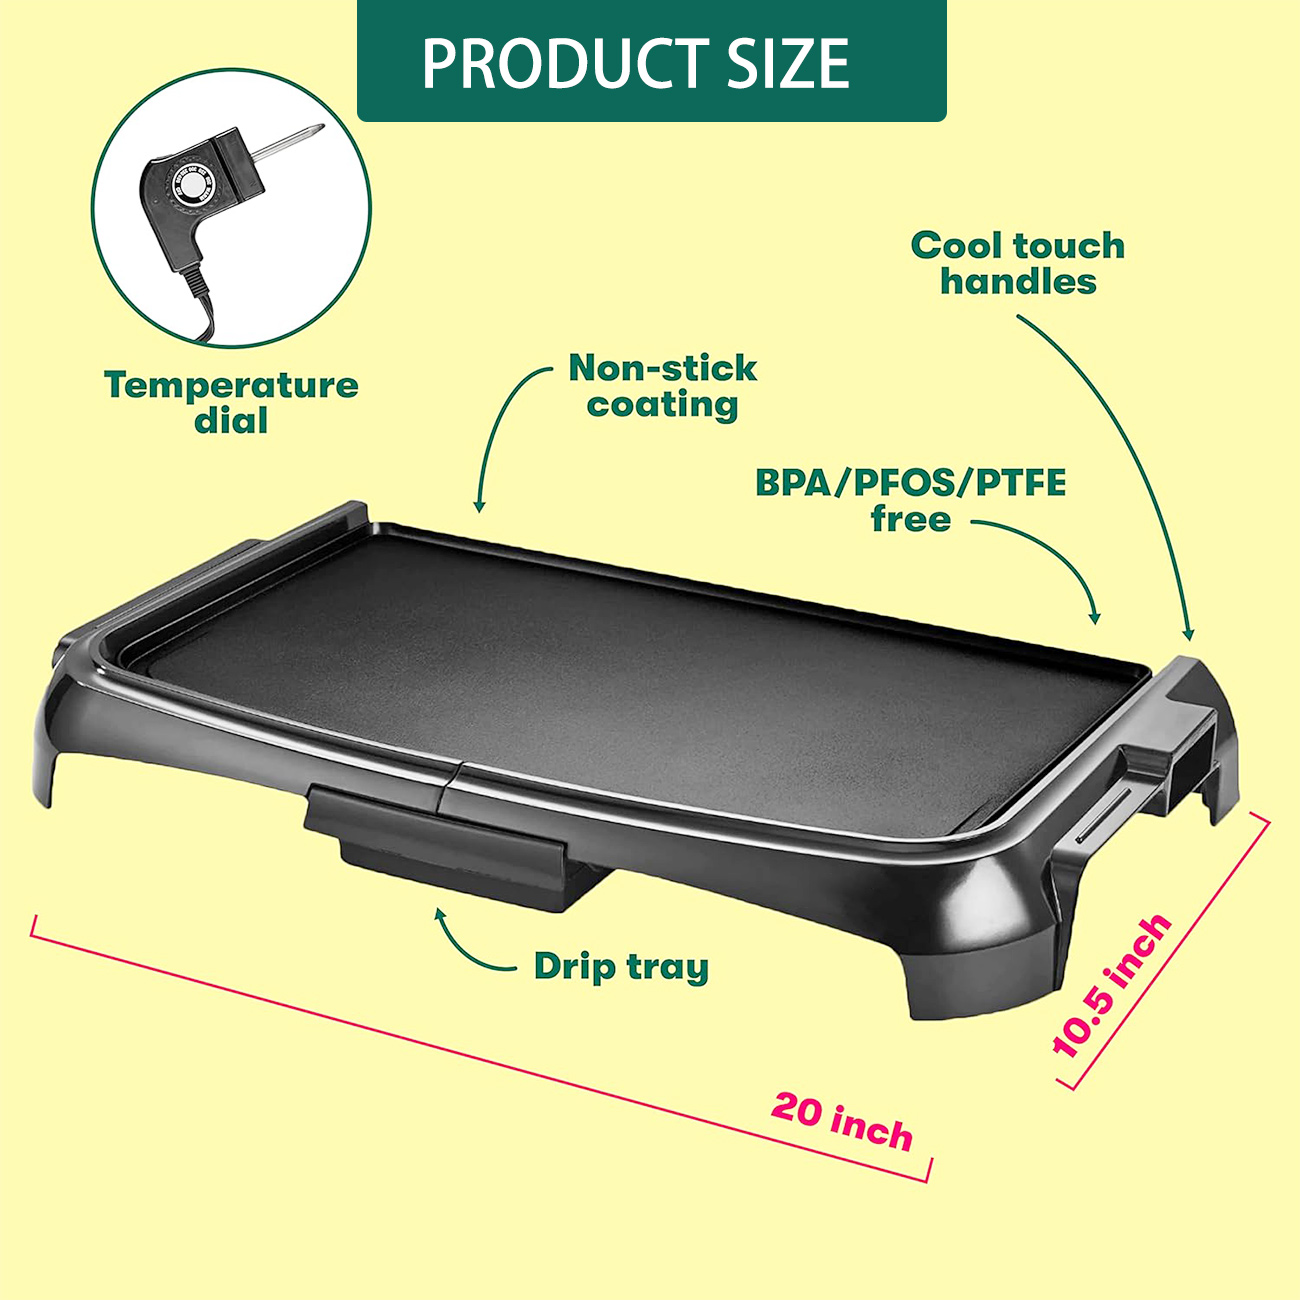 PRODUCT SIZE
Temperature
dial
Non-stick
coating
Cool touch
handles
BPA/PFOS/PTFE
free
Drip tray
10.5 inch
20 inch